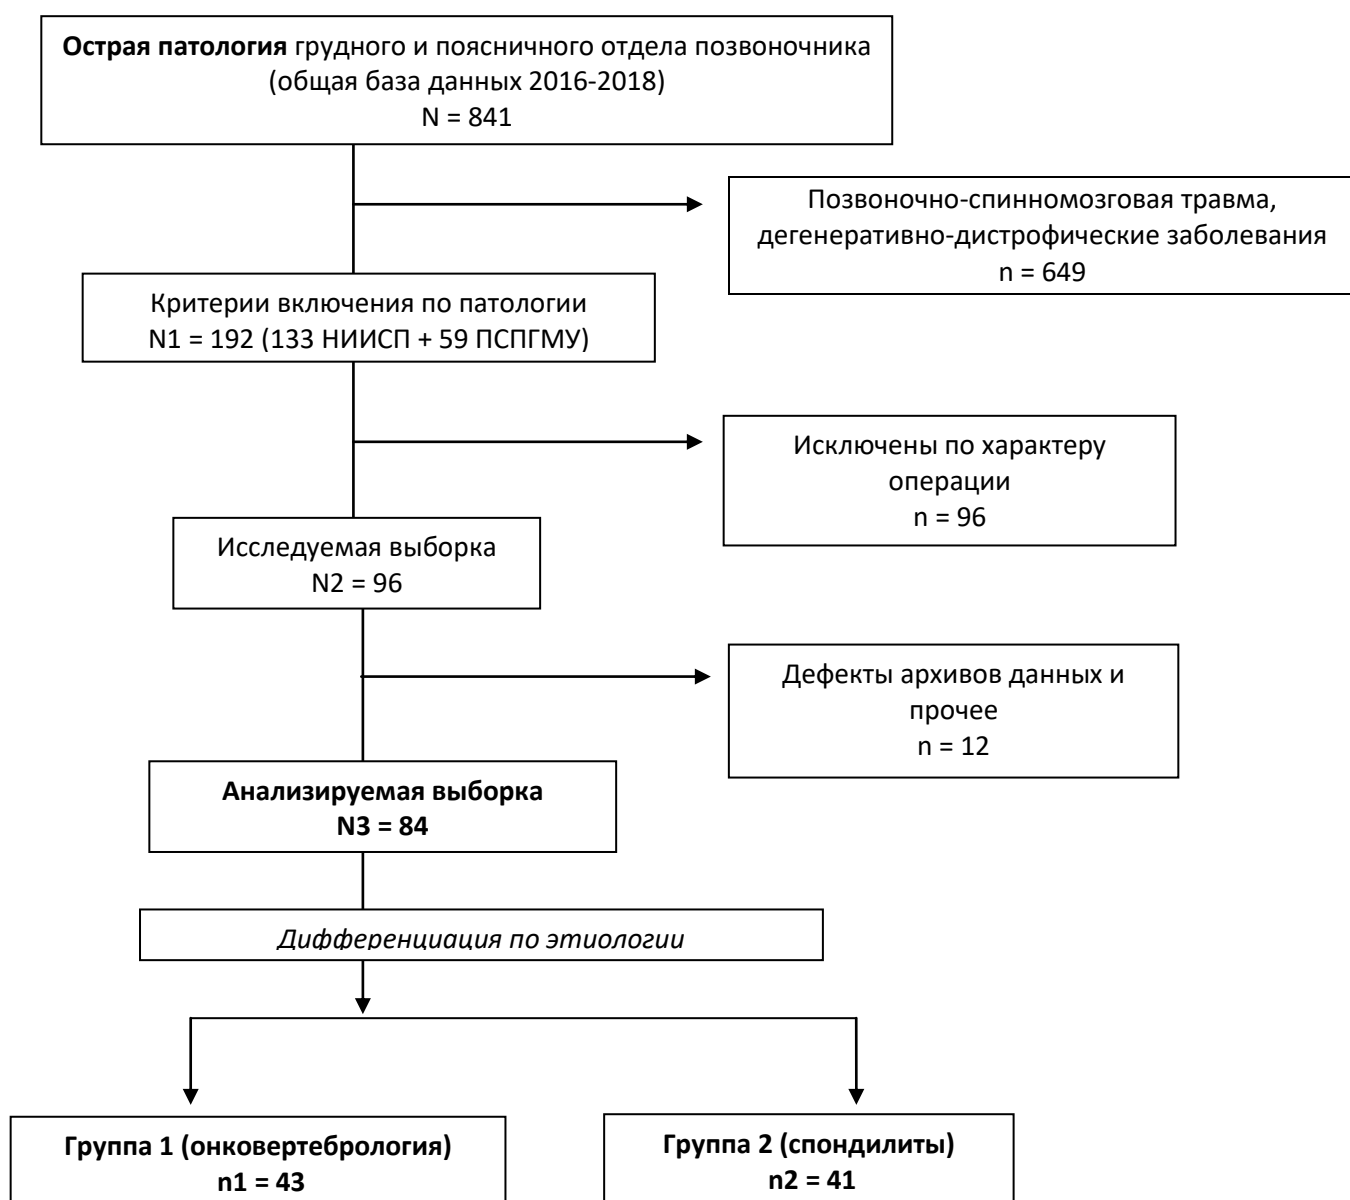 Острая патология грудного и поясничного отдела позвоночника
(общая база данных 2016-2018)
N = 841
Позвоночно-спинномозговая травма,
дегенеративно-дистрофические заболевания
n = 649
Критерии включения по патологии
N1 = 192 (133 НИИСП + 59 ПСПГМУ)
Исключены по характеру
операции
n = 96
Исследуемая выборка
N2 = 96
Дефекты архивов данных и
прочее
n = 12
Анализируемая выборка
N3 = 84
Дифференциация по этиологии
Группа 1 (онковертебрология)
n1 = 43
Группа 2 (спондилиты)
n2 = 41